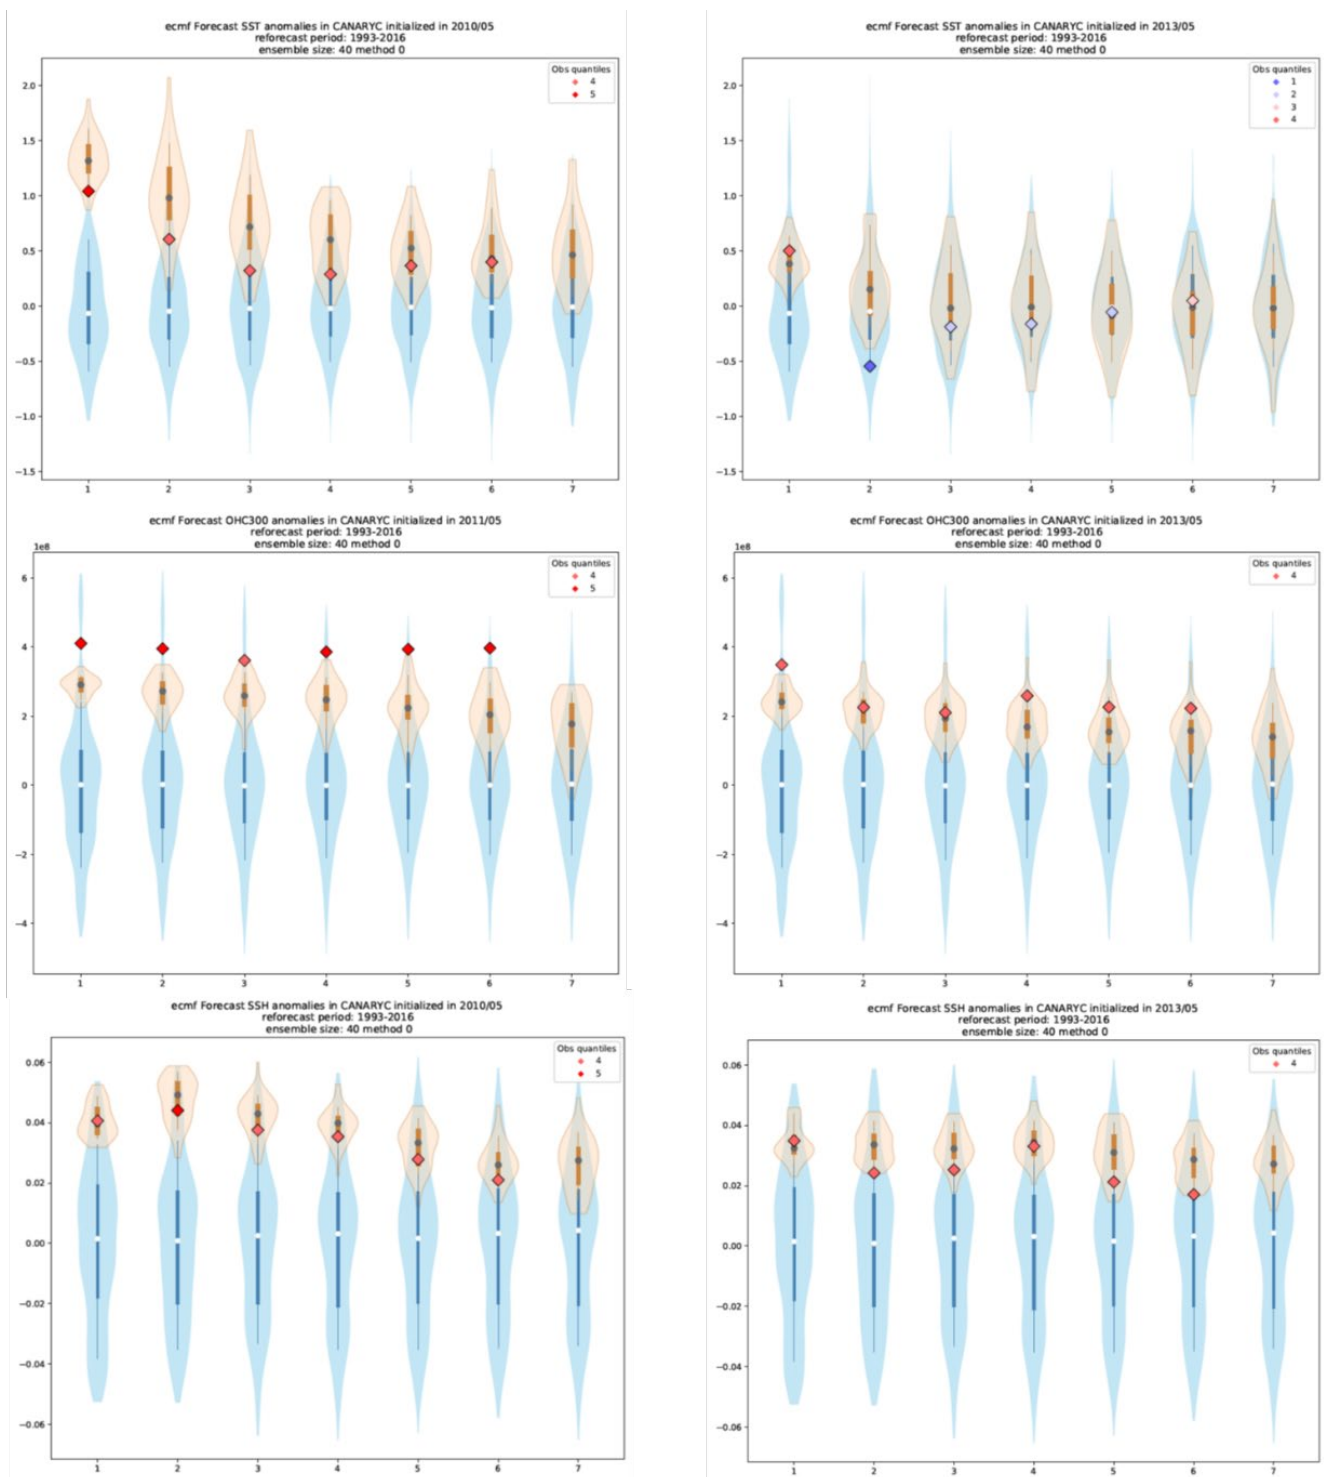 ecmf Forecast SST anomalies in CANARYC initialized in 2010/05
reforecast period: 1993-2016
ensemble size: 40 method 0
Obs quantiles
4
5
2.0
1.5
1.0
0.5
0.0
−0.5
−1.0
−1.5
1 2 3 4 5 6 7
ecmf Forecast SST anomalies in CANARYC initialized in 2013/05
reforecast period: 1993-2016
ensemble size: 40 method 0
Obs quantiles
1
2
3
4
2.0
1.5
1.0
0.5
0.0
−0.5
−1.0
−1.5
1 2 3 4 5 6 7
ecmf Forecast OHC300 anomalies in CANARYC initialized in 2011/05
reforecast period: 1993-2016
ensemble size: 40 method 0
1e8
Obs quantiles
4
5
6
4
2
0
−2
−4
1 2 3 4 5 6 7
ecmf Forecast OHC300 anomalies in CANARYC initialized in 2013/05
reforecast period: 1993-2016
ensemble size: 40 method 0
1e8
Obs quantiles
4
6
4
2
0
−2
−4
1 2 3 4 5 6 7
ecmf Forecast SSH anomalies in CANARYC initialized in 2010/05
reforecast period: 1993-2016
ensemble size: 40 method 0
Obs quantiles
4
5
0.06
0.04
0.02
0.00
−0.02
−0.04
−0.06
1 2 3 4 5 6 7
ecmf Forecast SSH anomalies in CANARYC initialized in 2013/05
reforecast period: 1993-2016
ensemble size: 40 method 0
Obs quantiles
4
0.06
0.04
0.02
0.00
−0.02
−0.04
−0.06
1 2 3 4 5 6 7